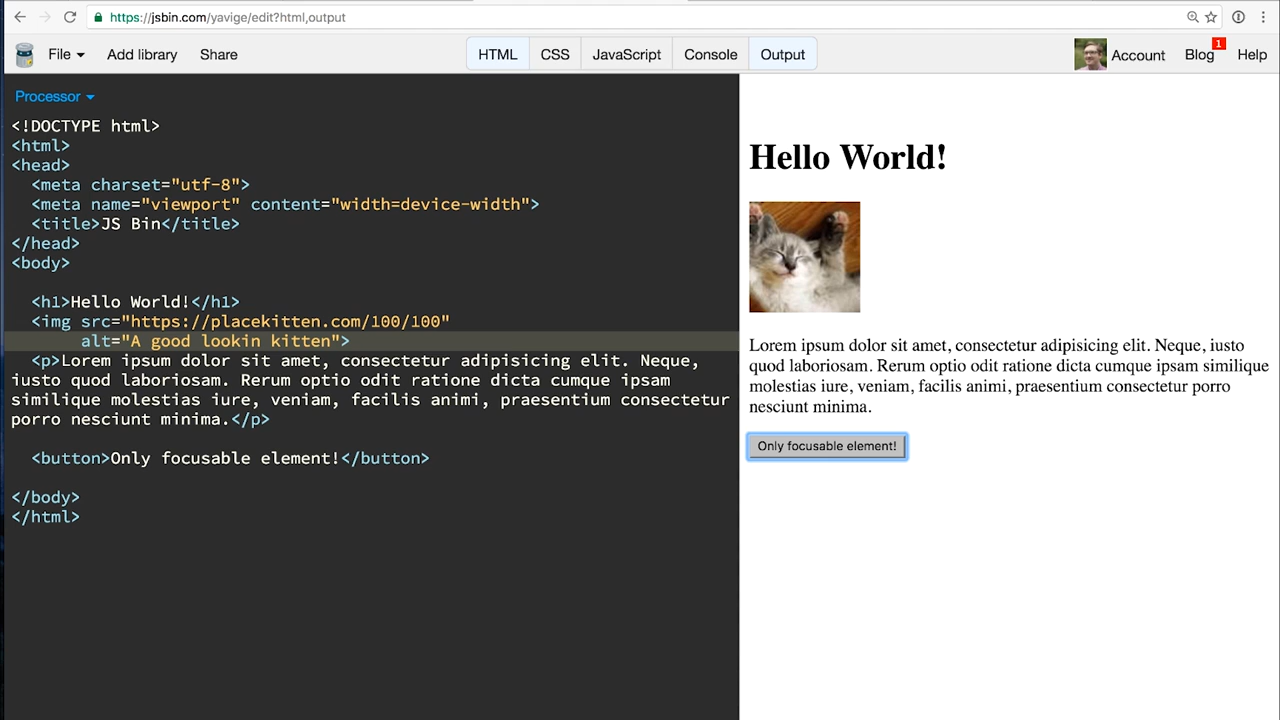 https://jsbin.com/yavige/edit?html,output
File Add library Share HTML CSS JavaScript Console Output Account Blog 1 Help
Processor
<!DOCTYPE html>
<html>
<head>
  <meta charset="utf-8">
  <meta name="viewport" content="width=device-width">
  <title>JS Bin</title>
</head>
<body>
  <h1>Hello World!</h1>
  <img src="https://placekitten.com/100/100"
       alt="A good lookin kitten">
  <p>Lorem ipsum dolor sit amet, consectetur adipisicing elit. Neque,
iusto quod laboriosam. Rerum optio odit ratione dicta cumque ipsam
similique molestias iure, veniam, facilis animi, praesentium consectetur
porro nesciunt minima.</p>
  <button>Only focusable element!</button>
</body>
</html>
Hello World!
Lorem ipsum dolor sit amet, consectetur adipisicing elit. Neque, iusto
quod laboriosam. Rerum optio odit ratione dicta cumque ipsam similique
molestias iure, veniam, facilis animi, praesentium consectetur porro
nesciunt minima.
Only focusable element!